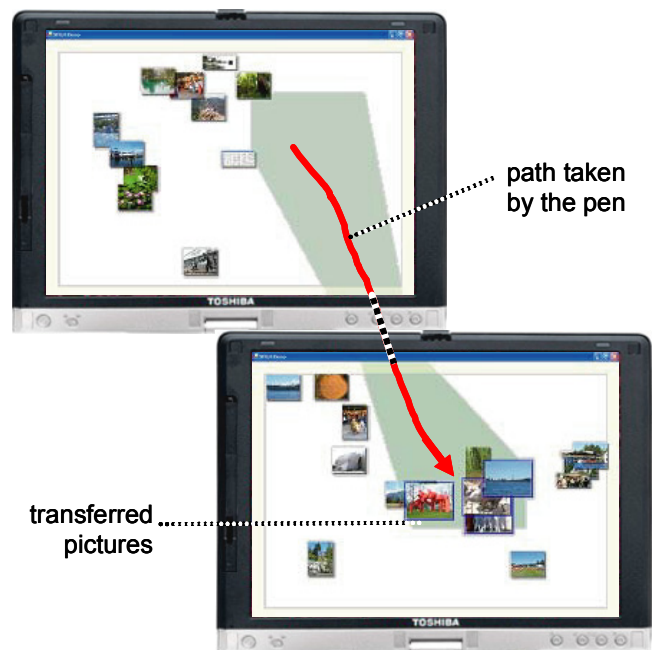 path taken
by the pen
TOSHIBA
transferred
pictures
TOSHIBA